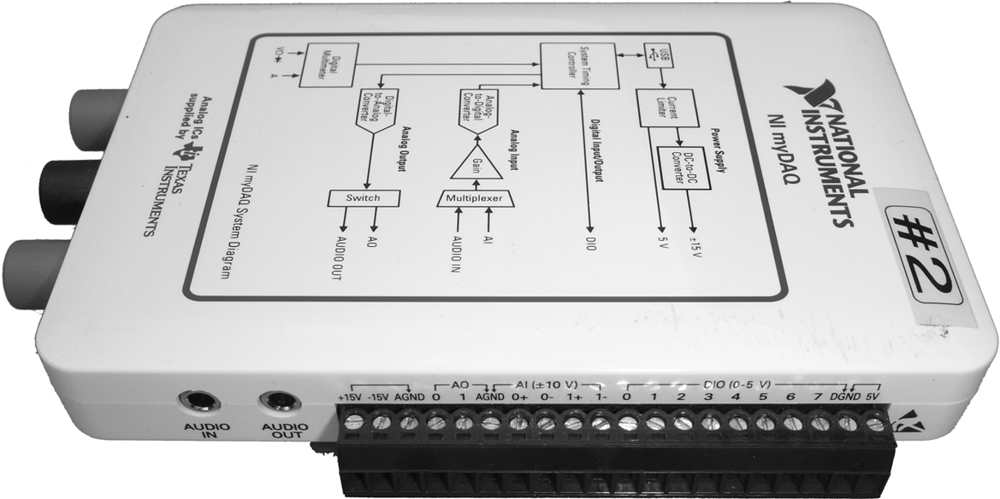 NATIONAL
INSTRUMENTS
NI myDAQ
#2
USB
System Timing
Controller
Digital
Multimeter
VΩ
A
Current
Limiter
Power Supply
DC-to-DC
Converter
±15 V
5 V
Digital Input/Output
DIO
Analog-
to-Digital
Converter
Analog Input
Gain
Multiplexer
AI
AUDIO IN
Digital-
to-Analog
Converter
Analog Output
Switch
AO
AUDIO OUT
NI myDAQ System Diagram
Analog ICs
supplied by
TEXAS
INSTRUMENTS
AO AI (±10 V) DIO (0-5 V)
+15V -15V AGND 0 1 AGND 0+ 0- 1+ 1- 0 1 2 3 4 5 6 7 DGND 5V
AUDIO
IN
AUDIO
OUT